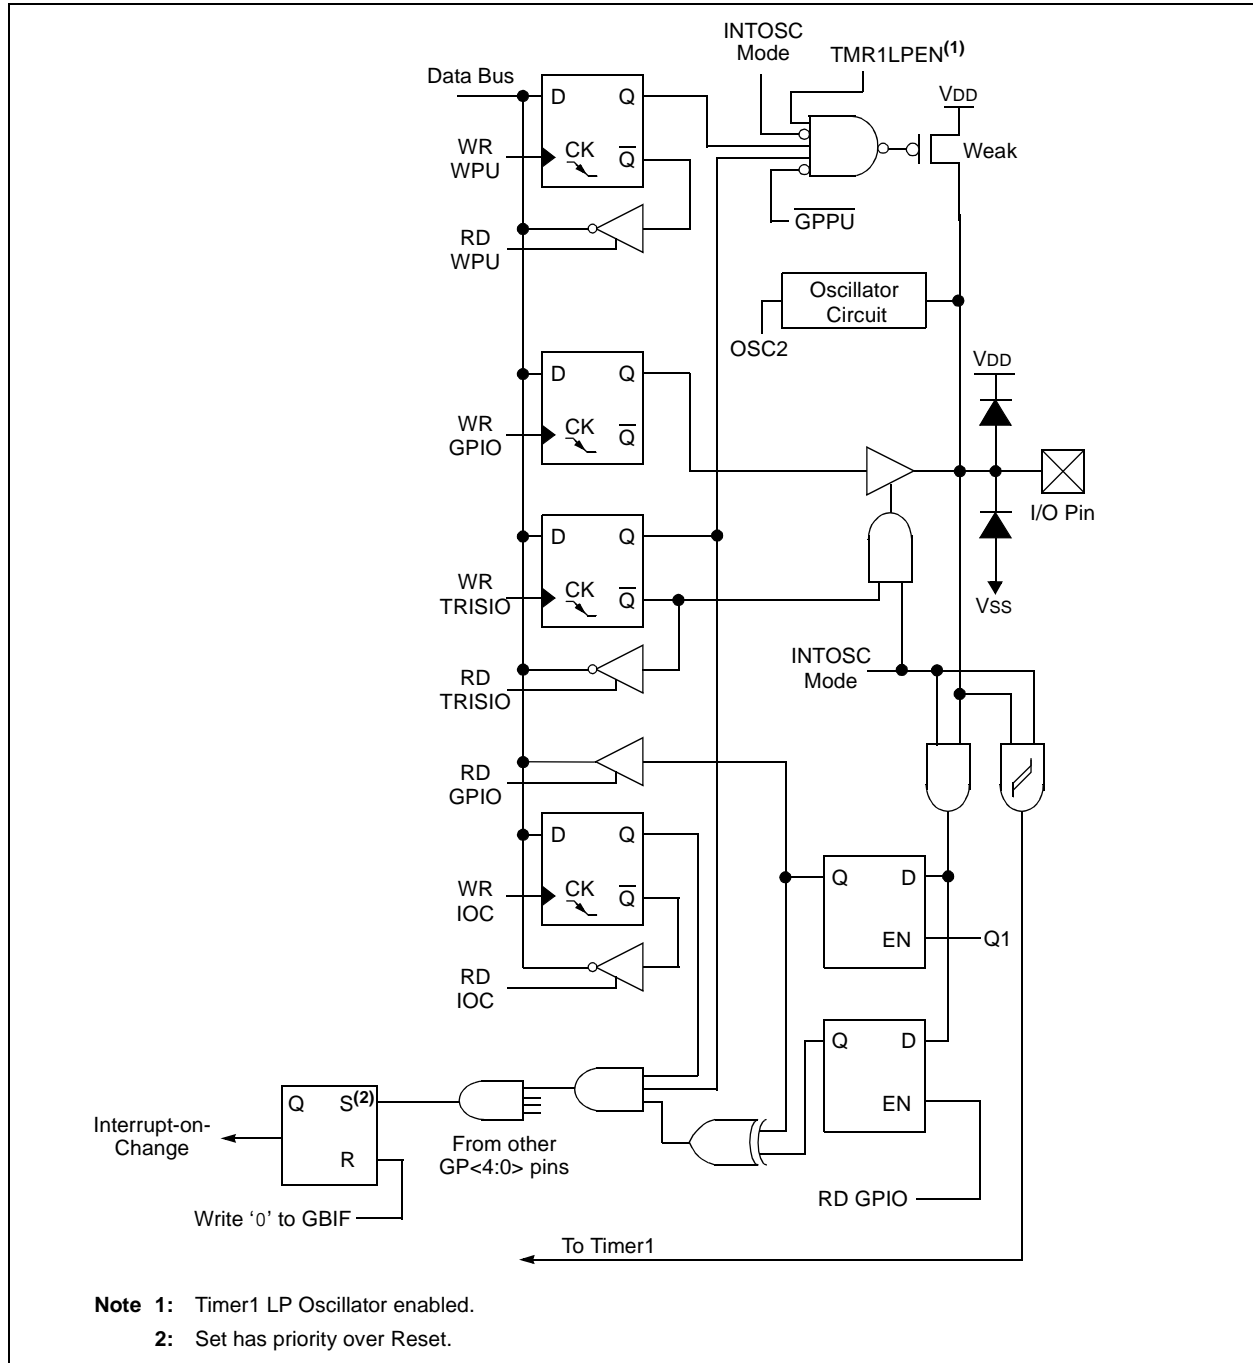 INTOSC
Mode
TMR1LPEN(1)
Data Bus
VDD
D Q
WR
WPU
CK Q
Weak
GPPU
RD
WPU
Oscillator
Circuit
OSC2
VDD
D Q
WR
GPIO
CK Q
I/O Pin
D Q
WR
TRISIO
CK Q
VSS
INTOSC
Mode
RD
TRISIO
RD
GPIO
D Q
WR
IOC
CK Q
Q D
EN
Q1
RD
IOC
Q D
EN
Q S(2)
R
Interrupt-on-
Change
From other
GP<4:0> pins
RD GPIO
Write '0' to GBIF
To Timer1
Note 1: Timer1 LP Oscillator enabled.
2: Set has priority over Reset.